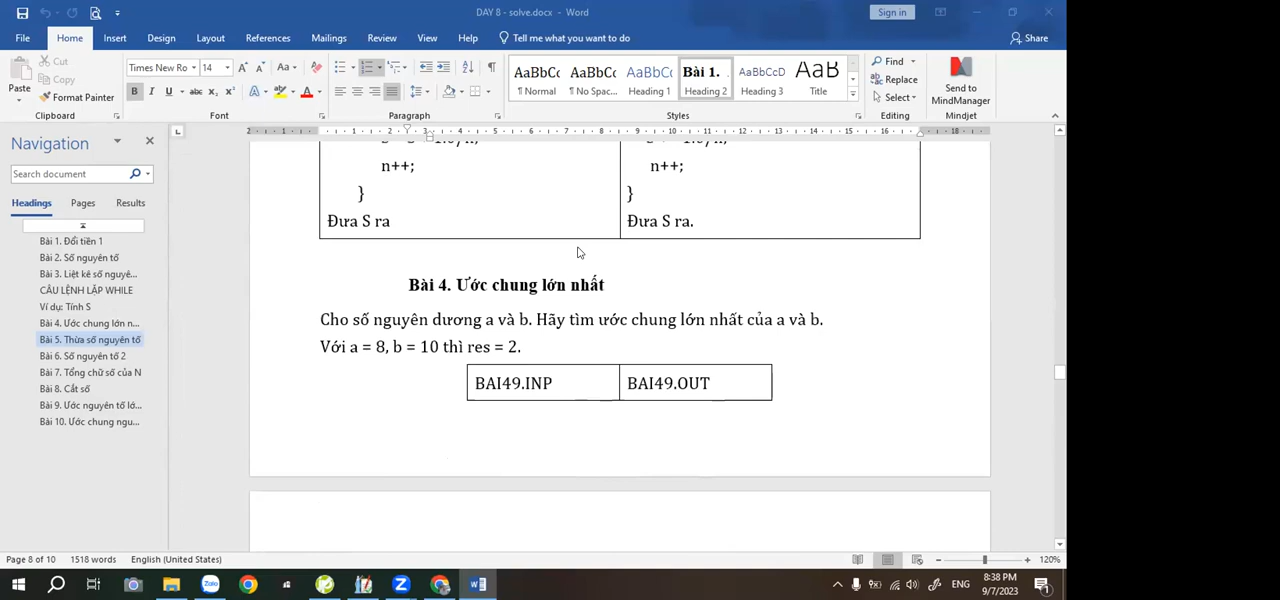 DAY 8 - solve.docx - Word
Sign in
File Home Insert Design Layout References Mailings Review View Help Tell me what you want to do Share
Paste Cut Copy Format Painter
Times New Ro 14
AaBbCc AaBbCc AaBbC Bài 1. AaBbCcD AaB
¶ Normal ¶ No Spac... Heading 1 Heading 2 Heading 3 Title
Find Replace Select
Send to MindManager
Clipboard Font Paragraph Styles Editing Mindjet
Navigation
Search document
Headings Pages Results
Bài 1. Đổi tiền 1
Bài 2. Số nguyên tố
Bài 3. Liệt kê số nguyê...
CÂU LỆNH LẶP WHILE
Ví dụ: Tính S
Bài 4. Ước chung lớn n...
Bài 5. Thừa số nguyên tố
Bài 6. Số nguyên tố 2
Bài 7. Tổng chữ số của N
Bài 8. Cắt số
Bài 9. Ước nguyên tố lớ...
Bài 10. Ước chung ngu...
n++; n++;
} }
Đưa S ra Đưa S ra.
Bài 4. Ước chung lớn nhất
Cho số nguyên dương a và b. Hãy tìm ước chung lớn nhất của a và b.
Với a = 8, b = 10 thì res = 2.
BAI49.INP BAI49.OUT
Page 8 of 10 1518 words English (United States) 120%
ENG 8:38 PM
9/7/2023